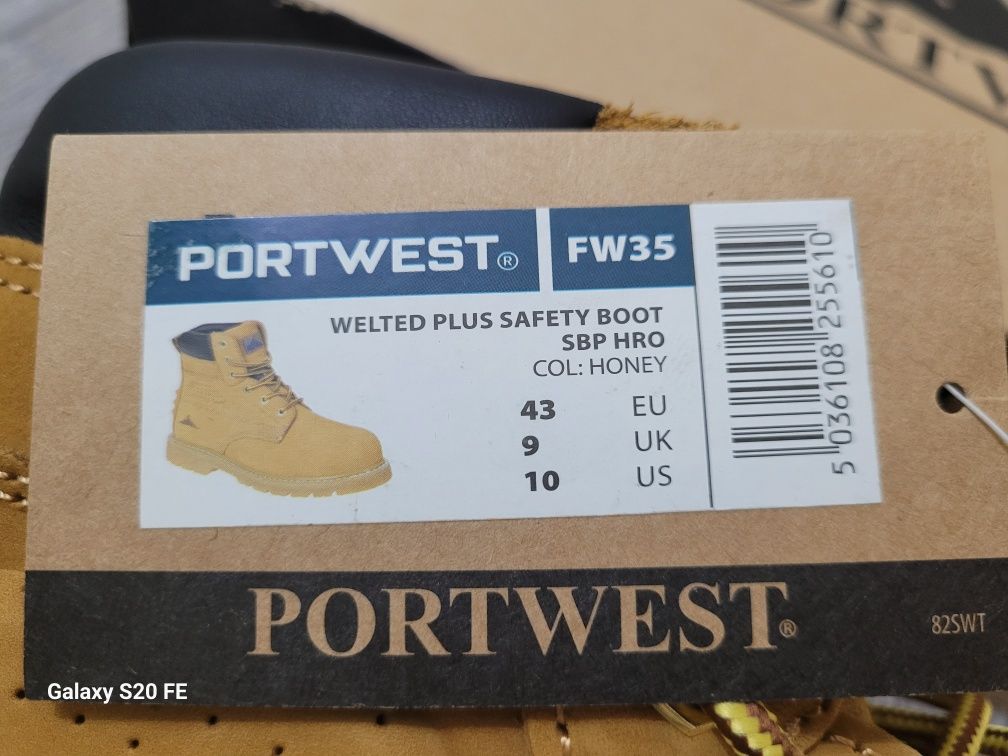 PORTWEST®
FW35
WELTED PLUS SAFETY BOOT
SBP HRO
COL: HONEY
43 EU
9 UK
10 US
5 036108 255610
PORTWEST®
82SWT
Galaxy S20 FE